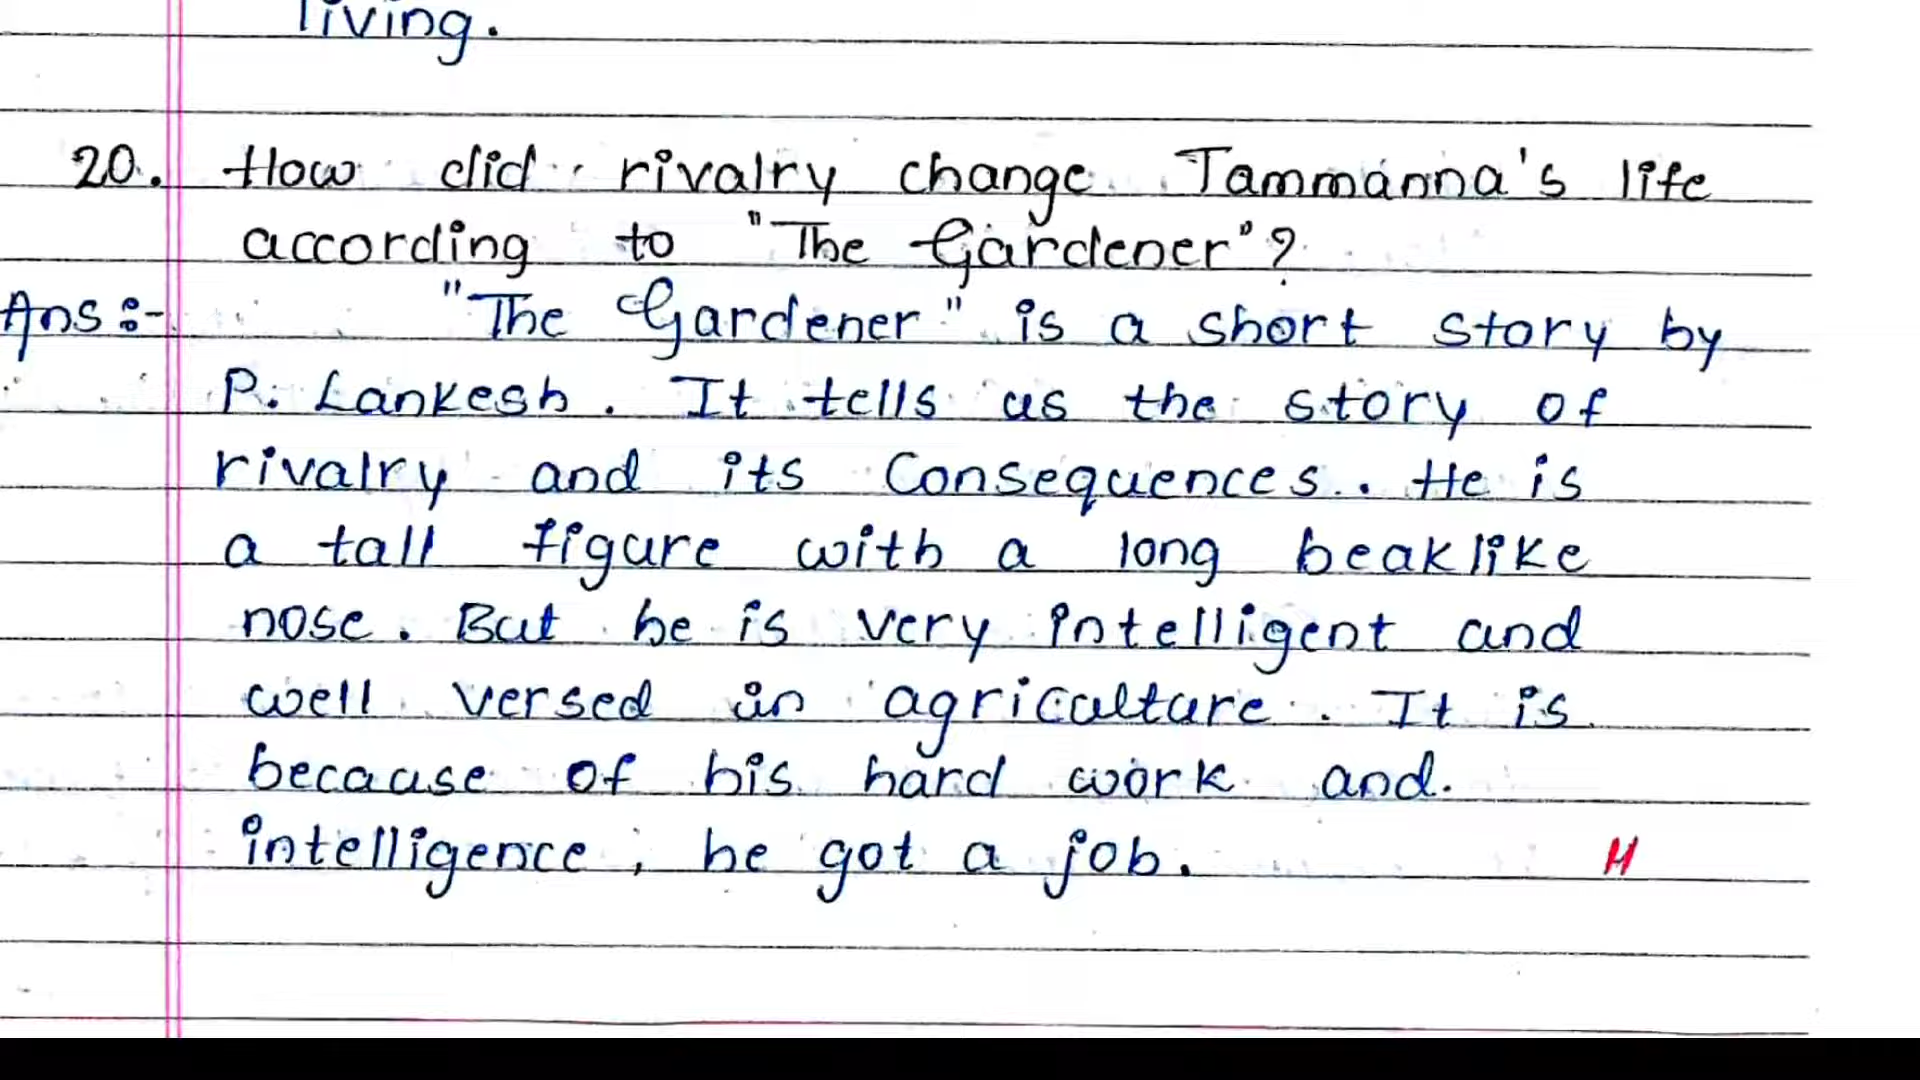 living.
20. How did rivalry change Tammanna's life
according to "The Gardener"?
Ans:- "The Gardener" is a short story by
P. Lankesh. It tells us the story of
rivalry and its Consequences. He is
a tall figure with a long beaklike
nose. But he is very intelligent and
well versed in agriculture. It is
because of his hard work and.
intelligence, he got a job.